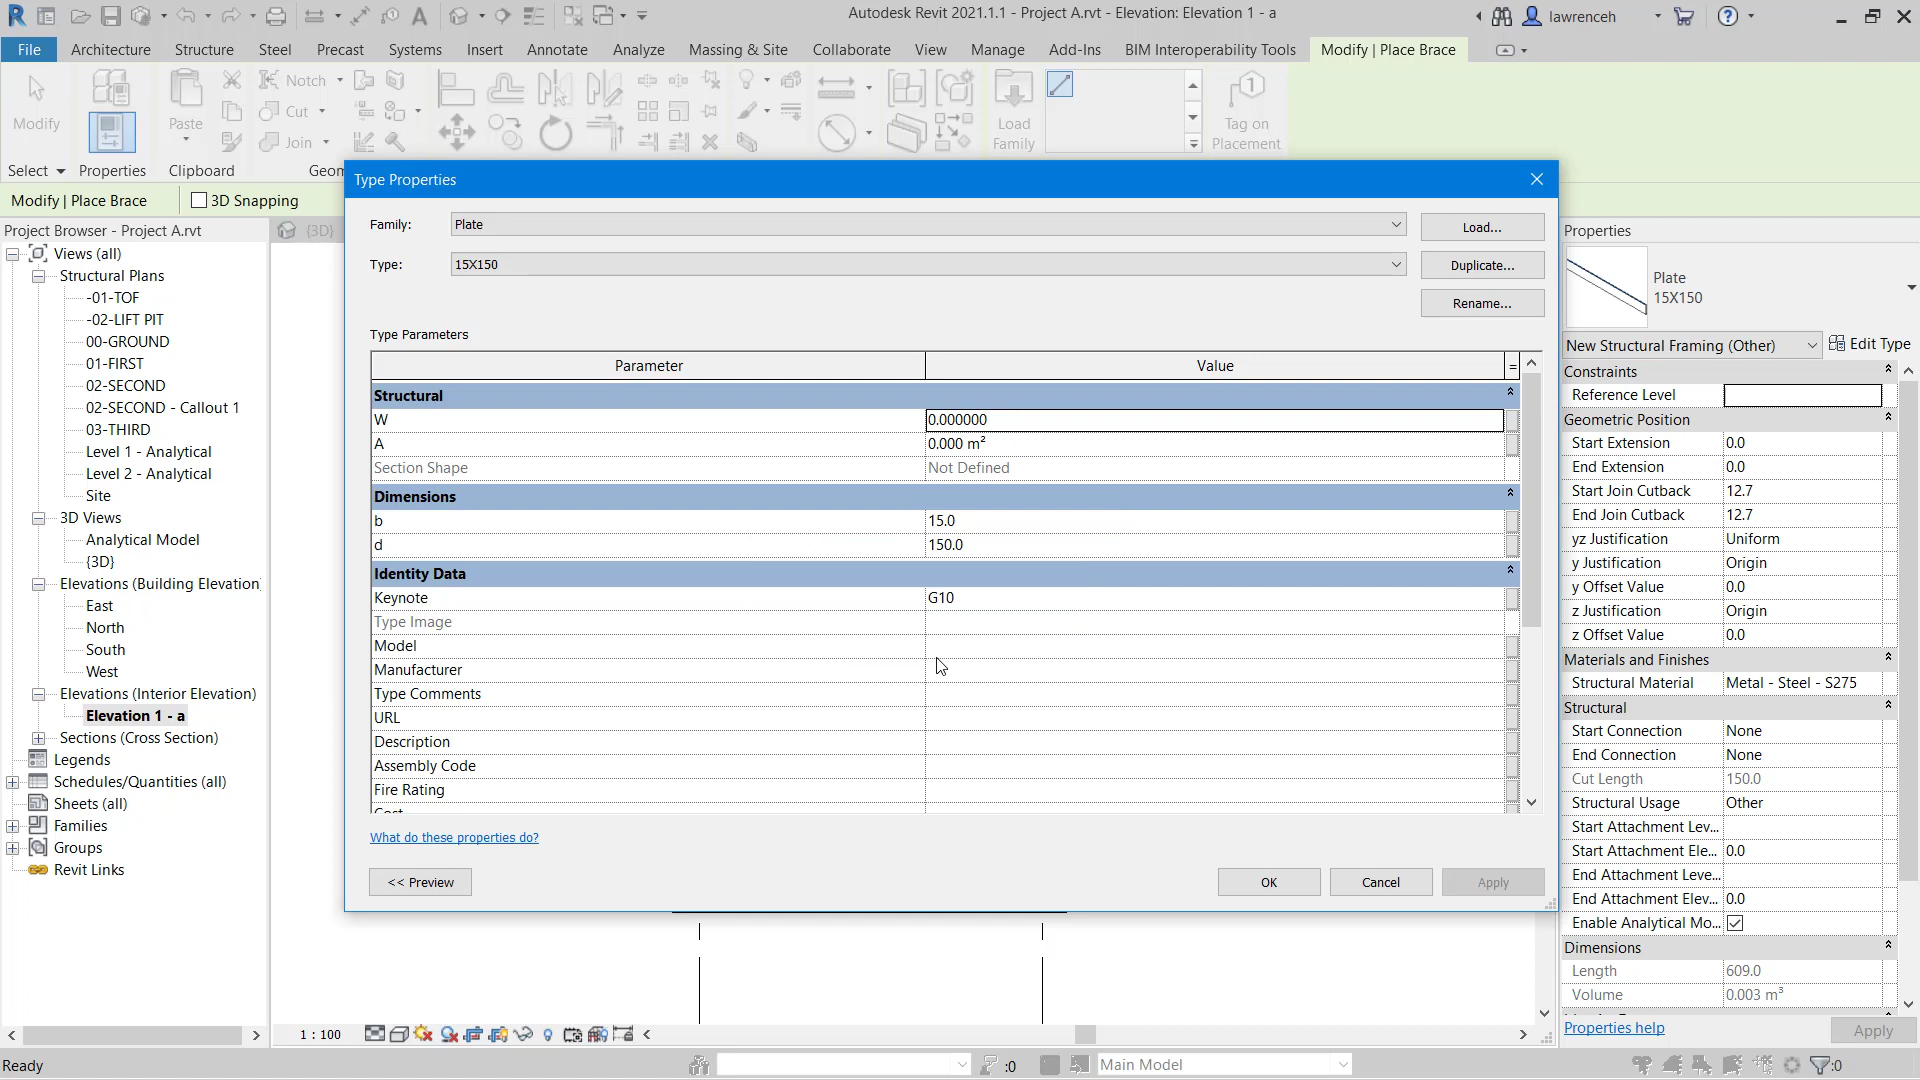 Autodesk Revit 2021.1.1 - Project A.rvt - Elevation: Elevation 1 - a
lawrenceh
File Architecture Structure Steel Precast Systems Insert Annotate Analyze Massing & Site Collaborate View Manage Add-Ins BIM Interoperability Tools Modify | Place Brace
Modify
Paste
Notch
Cut
Join
Load
Family
Tag on
Placement
Select Properties Clipboard Geom
Modify | Place Brace
3D Snapping
Project Browser - Project A.rvt
Views (all)
Structural Plans
-01-TOF
-02-LIFT PIT
00-GROUND
01-FIRST
02-SECOND
02-SECOND - Callout 1
03-THIRD
Level 1 - Analytical
Level 2 - Analytical
Site
3D Views
Analytical Model
{3D}
Elevations (Building Elevation
East
North
South
West
Elevations (Interior Elevation)
Elevation 1 - a
Sections (Cross Section)
Legends
Schedules/Quantities (all)
Sheets (all)
Families
Groups
Revit Links
{3D}
Type Properties
Family: Plate Load...
Type: 15X150 Duplicate...
Rename...
Type Parameters
Parameter Value =
Structural
W 0.000000
A 0.000 m²
Section Shape Not Defined
Dimensions
b 15.0
d 150.0
Identity Data
Keynote G10
Type Image
Model
Manufacturer
Type Comments
URL
Description
Assembly Code
Fire Rating
Cost
What do these properties do?
<< Preview OK Cancel Apply
Properties
Plate
15X150
New Structural Framing (Other) Edit Type
Constraints
Reference Level
Geometric Position
Start Extension 0.0
End Extension 0.0
Start Join Cutback 12.7
End Join Cutback 12.7
yz Justification Uniform
y Justification Origin
y Offset Value 0.0
z Justification Origin
z Offset Value 0.0
Materials and Finishes
Structural Material Metal - Steel - S275
Structural
Start Connection None
End Connection None
Cut Length 150.0
Structural Usage Other
Start Attachment Lev...
Start Attachment Ele... 0.0
End Attachment Leve...
End Attachment Elev... 0.0
Enable Analytical Mo...
Dimensions
Length 609.0
Volume 0.003 m³
Properties help Apply
1 : 100
Ready
:0
Main Model
:0